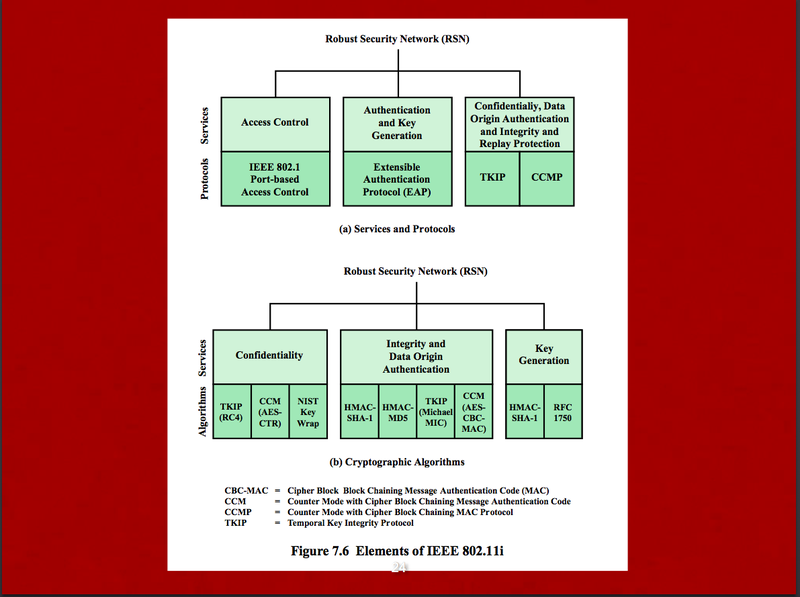 Robust Security Network (RSN)
Services
Access Control
Authentication
and Key
Generation
Confidentialiy, Data
Origin Authentication
and Integrity and
Replay Protection
Protocols
IEEE 802.1
Port-based
Access Control
Extensible
Authentication
Protocol (EAP)
TKIP
CCMP
(a) Services and Protocols
Robust Security Network (RSN)
Services
Confidentiality
Integrity and
Data Origin
Authentication
Key
Generation
Algorithms
TKIP
(RC4)
CCM
(AES-
CTR)
NIST
Key
Wrap
HMAC-
SHA-1
HMAC-
MD5
TKIP
(Michael
MIC)
CCM
(AES-
CBC-
MAC)
HMAC-
SHA-1
RFC
1750
(b) Cryptographic Algorithms
CBC-MAC = Cipher Block Block Chaining Message Authentication Code (MAC)
CCM = Counter Mode with Cipher Block Chaining Message Authentication Code
CCMP = Counter Mode with Cipher Block Chaining MAC Protocol
TKIP = Temporal Key Integrity Protocol
Figure 7.6 Elements of IEEE 802.11i
24